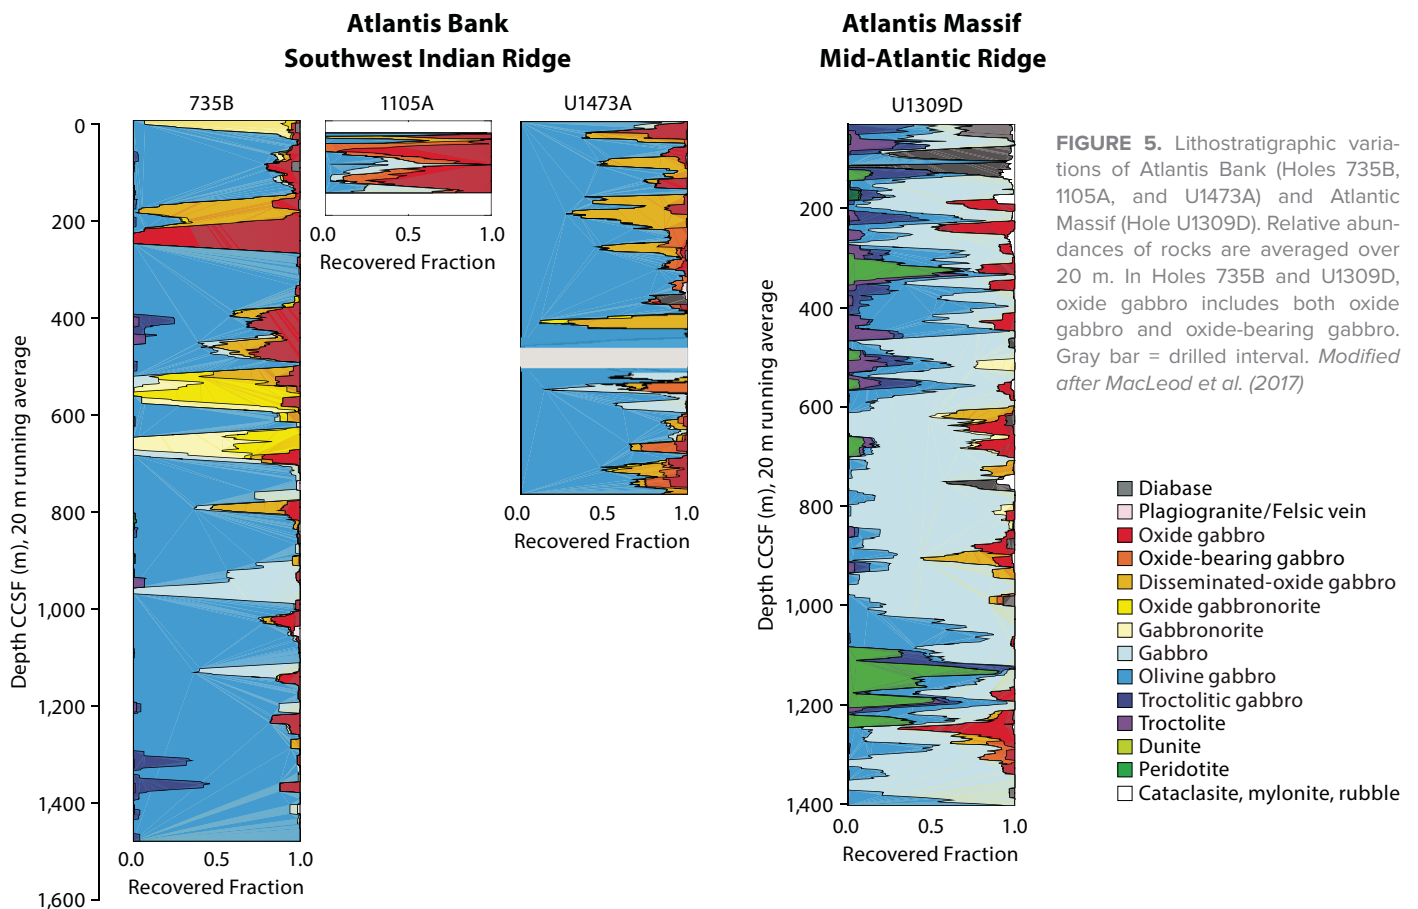 Atlantis Bank
Southwest Indian Ridge
Atlantis Massif
Mid-Atlantic Ridge
735B
1105A
U1473A
U1309D
0
200
400
600
800
1,000
1,200
1,400
1,600
Depth CCSF (m), 20 m running average
0.0 0.5 1.0
Recovered Fraction
0.0 0.5 1.0
Recovered Fraction
0.0 0.5 1.0
Recovered Fraction
200
400
600
800
1,000
1,200
1,400
Depth CCSF (m), 20 m running average
0.0 0.5 1.0
Recovered Fraction
FIGURE 5. Lithostratigraphic varia-
tions of Atlantis Bank (Holes 735B,
1105A, and U1473A) and Atlantic
Massif (Hole U1309D). Relative abun-
dances of rocks are averaged over
20 m. In Holes 735B and U1309D,
oxide gabbro includes both oxide
gabbro and oxide-bearing gabbro.
Gray bar = drilled interval. Modified
after MacLeod et al. (2017)
Diabase
Plagiogranite/Felsic vein
Oxide gabbro
Oxide-bearing gabbro
Disseminated-oxide gabbro
Oxide gabbronorite
Gabbronorite
Gabbro
Olivine gabbro
Troctolitic gabbro
Troctolite
Dunite
Peridotite
Cataclasite, mylonite, rubble